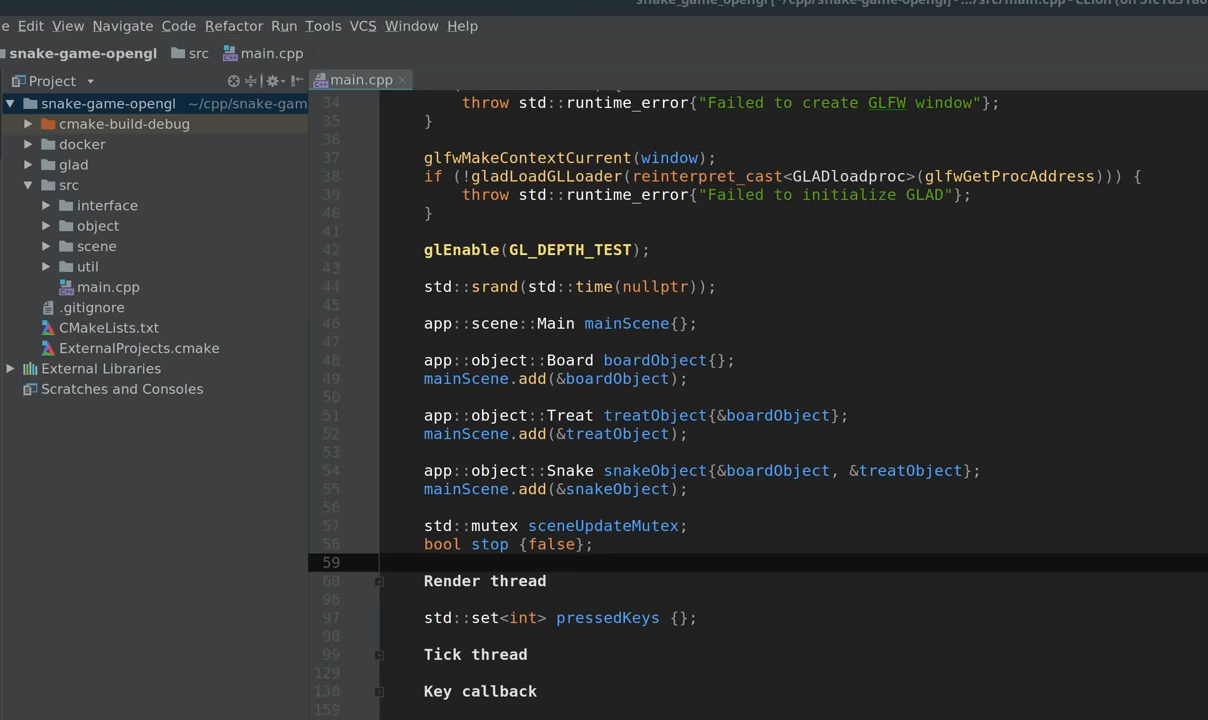 e Edit View Navigate Code Refactor Run Tools VCS Window Help
snake-game-opengl src main.cpp
Project
main.cpp
snake-game-opengl ~/cpp/snake-gam
cmake-build-debug
docker
glad
src
interface
object
scene
util
main.cpp
.gitignore
CMakeLists.txt
ExternalProjects.cmake
External Libraries
Scratches and Consoles
34 throw std::runtime_error{"Failed to create GLFW window"};
35 }
36
37 glfwMakeContextCurrent(window);
38 if (!gladLoadGLLoader(reinterpret_cast<GLADloadproc>(glfwGetProcAddress))) {
39 throw std::runtime_error{"Failed to initialize GLAD"};
40 }
41
42 glEnable(GL_DEPTH_TEST);
43
44 std::srand(std::time(nullptr));
45
46 app::scene::Main mainScene{};
47
48 app::object::Board boardObject{};
49 mainScene.add(&boardObject);
50
51 app::object::Treat treatObject{&boardObject};
52 mainScene.add(&treatObject);
53
54 app::object::Snake snakeObject{&boardObject, &treatObject};
55 mainScene.add(&snakeObject);
56
57 std::mutex sceneUpdateMutex;
58 bool stop {false};
59
60 Render thread
96
97 std::set<int> pressedKeys {};
98
99 Tick thread
129
130 Key callback
159